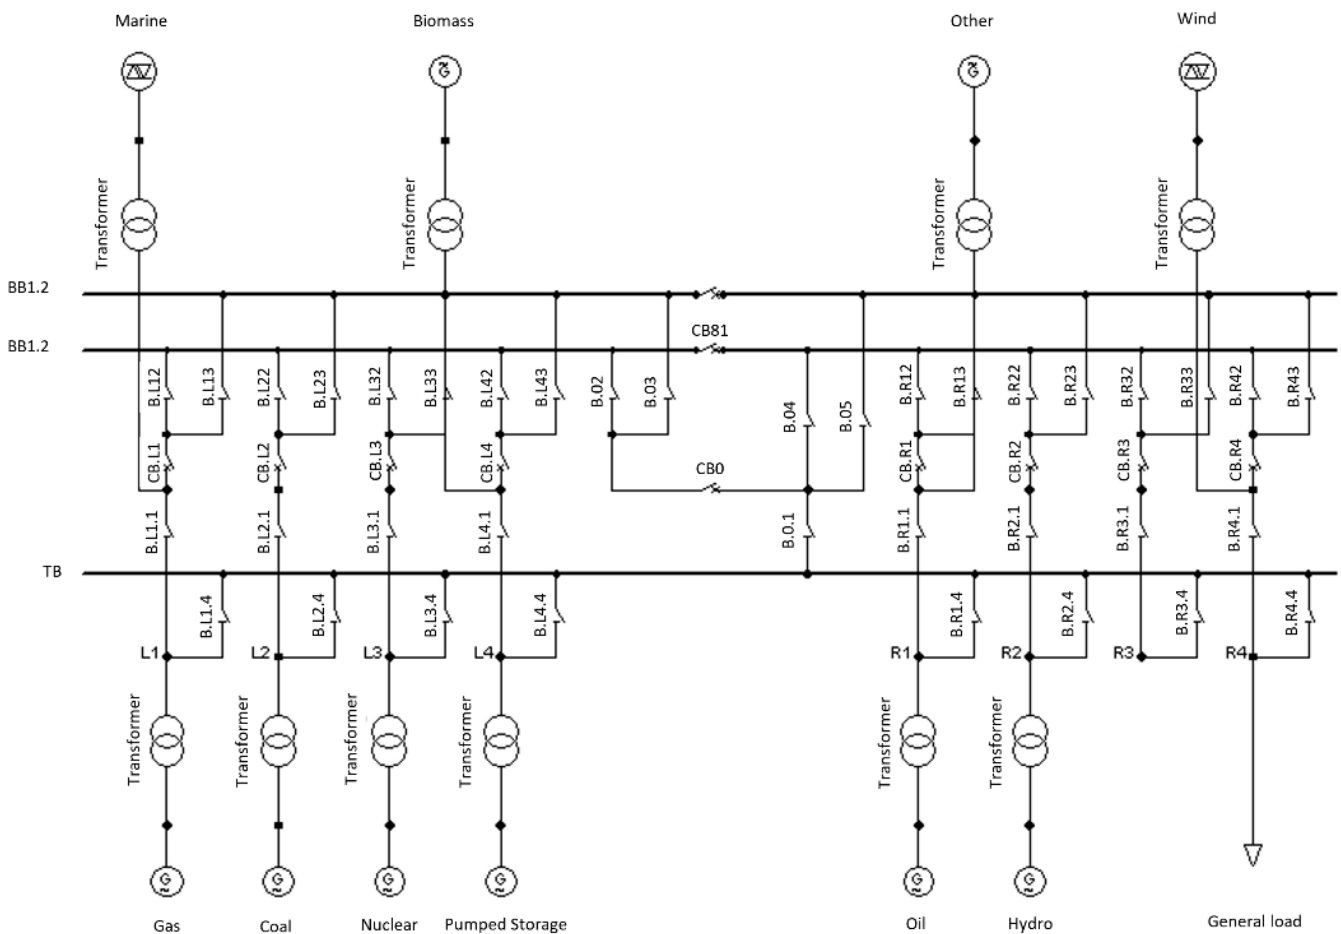 Marine
Biomass
Other
Wind
G
G
Transformer
Transformer
Transformer
Transformer
BB1.2
BB1.2
CB81
B.L12
B.L13
B.L22
B.L23
B.L32
B.L33
B.L42
B.L43
B.02
B.03
B.04
B.05
B.R12
B.R13
B.R22
B.R23
B.R32
B.R33
B.R42
B.R43
CB.L1
CB.L2
CB.L3
CB.L4
CB0
CB.R1
CB.R2
CB.R3
CB.R4
B.L1.1
B.L2.1
B.L3.1
B.L4.1
B.0.1
B.R1.1
B.R2.1
B.R3.1
B.R4.1
TB
B.L1.4
B.L2.4
B.L3.4
B.L4.4
B.R1.4
B.R2.4
B.R3.4
B.R4.4
L1
L2
L3
L4
R1
R2
R3
R4
Transformer
Transformer
Transformer
Transformer
Transformer
Transformer
G
G
G
G
G
G
Gas
Coal
Nuclear
Pumped Storage
Oil
Hydro
General load